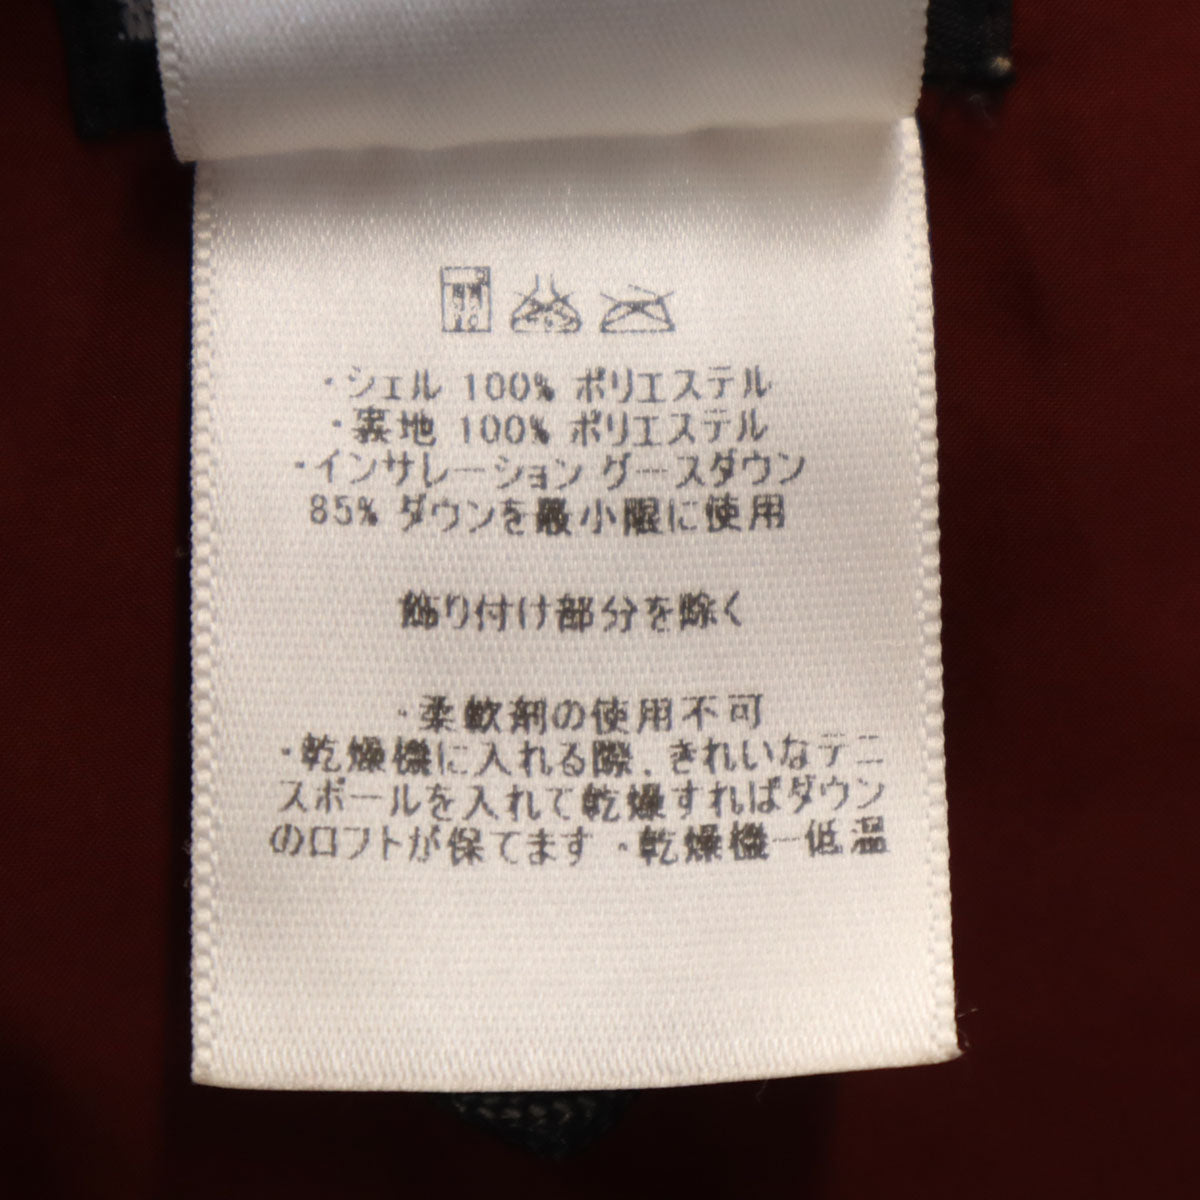 ・シェル 100% ポリエステル
・裏地 100% ポリエステル
・インサレーション グースダウン
85% ダウンを最小限に使用
飾り付け部分を除く
・柔軟剤の使用不可
・乾燥機に入れる際、きれいなテニ
スボールを入れて乾燥すればダウン
のロフトが保てます ・乾燥機ー低温